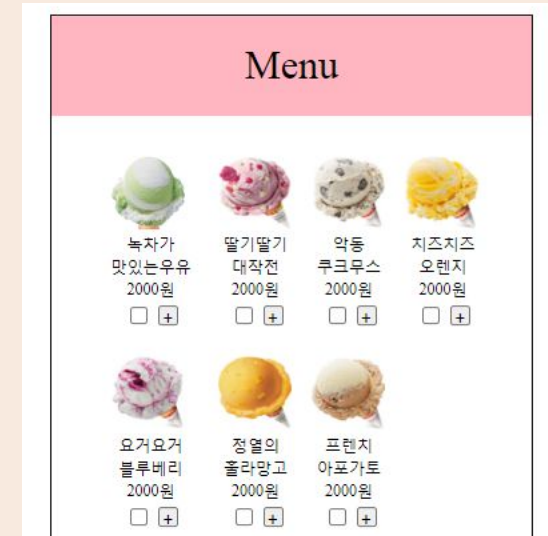 Menu
녹차가
맛있는우유
2000원
+
딸기딸기
대작전
2000원
+
악동
쿠크무스
2000원
+
치즈치즈
오렌지
2000원
+
요거요거
블루베리
2000원
+
정열의
홀라망고
2000원
+
프렌치
아포가토
2000원
+